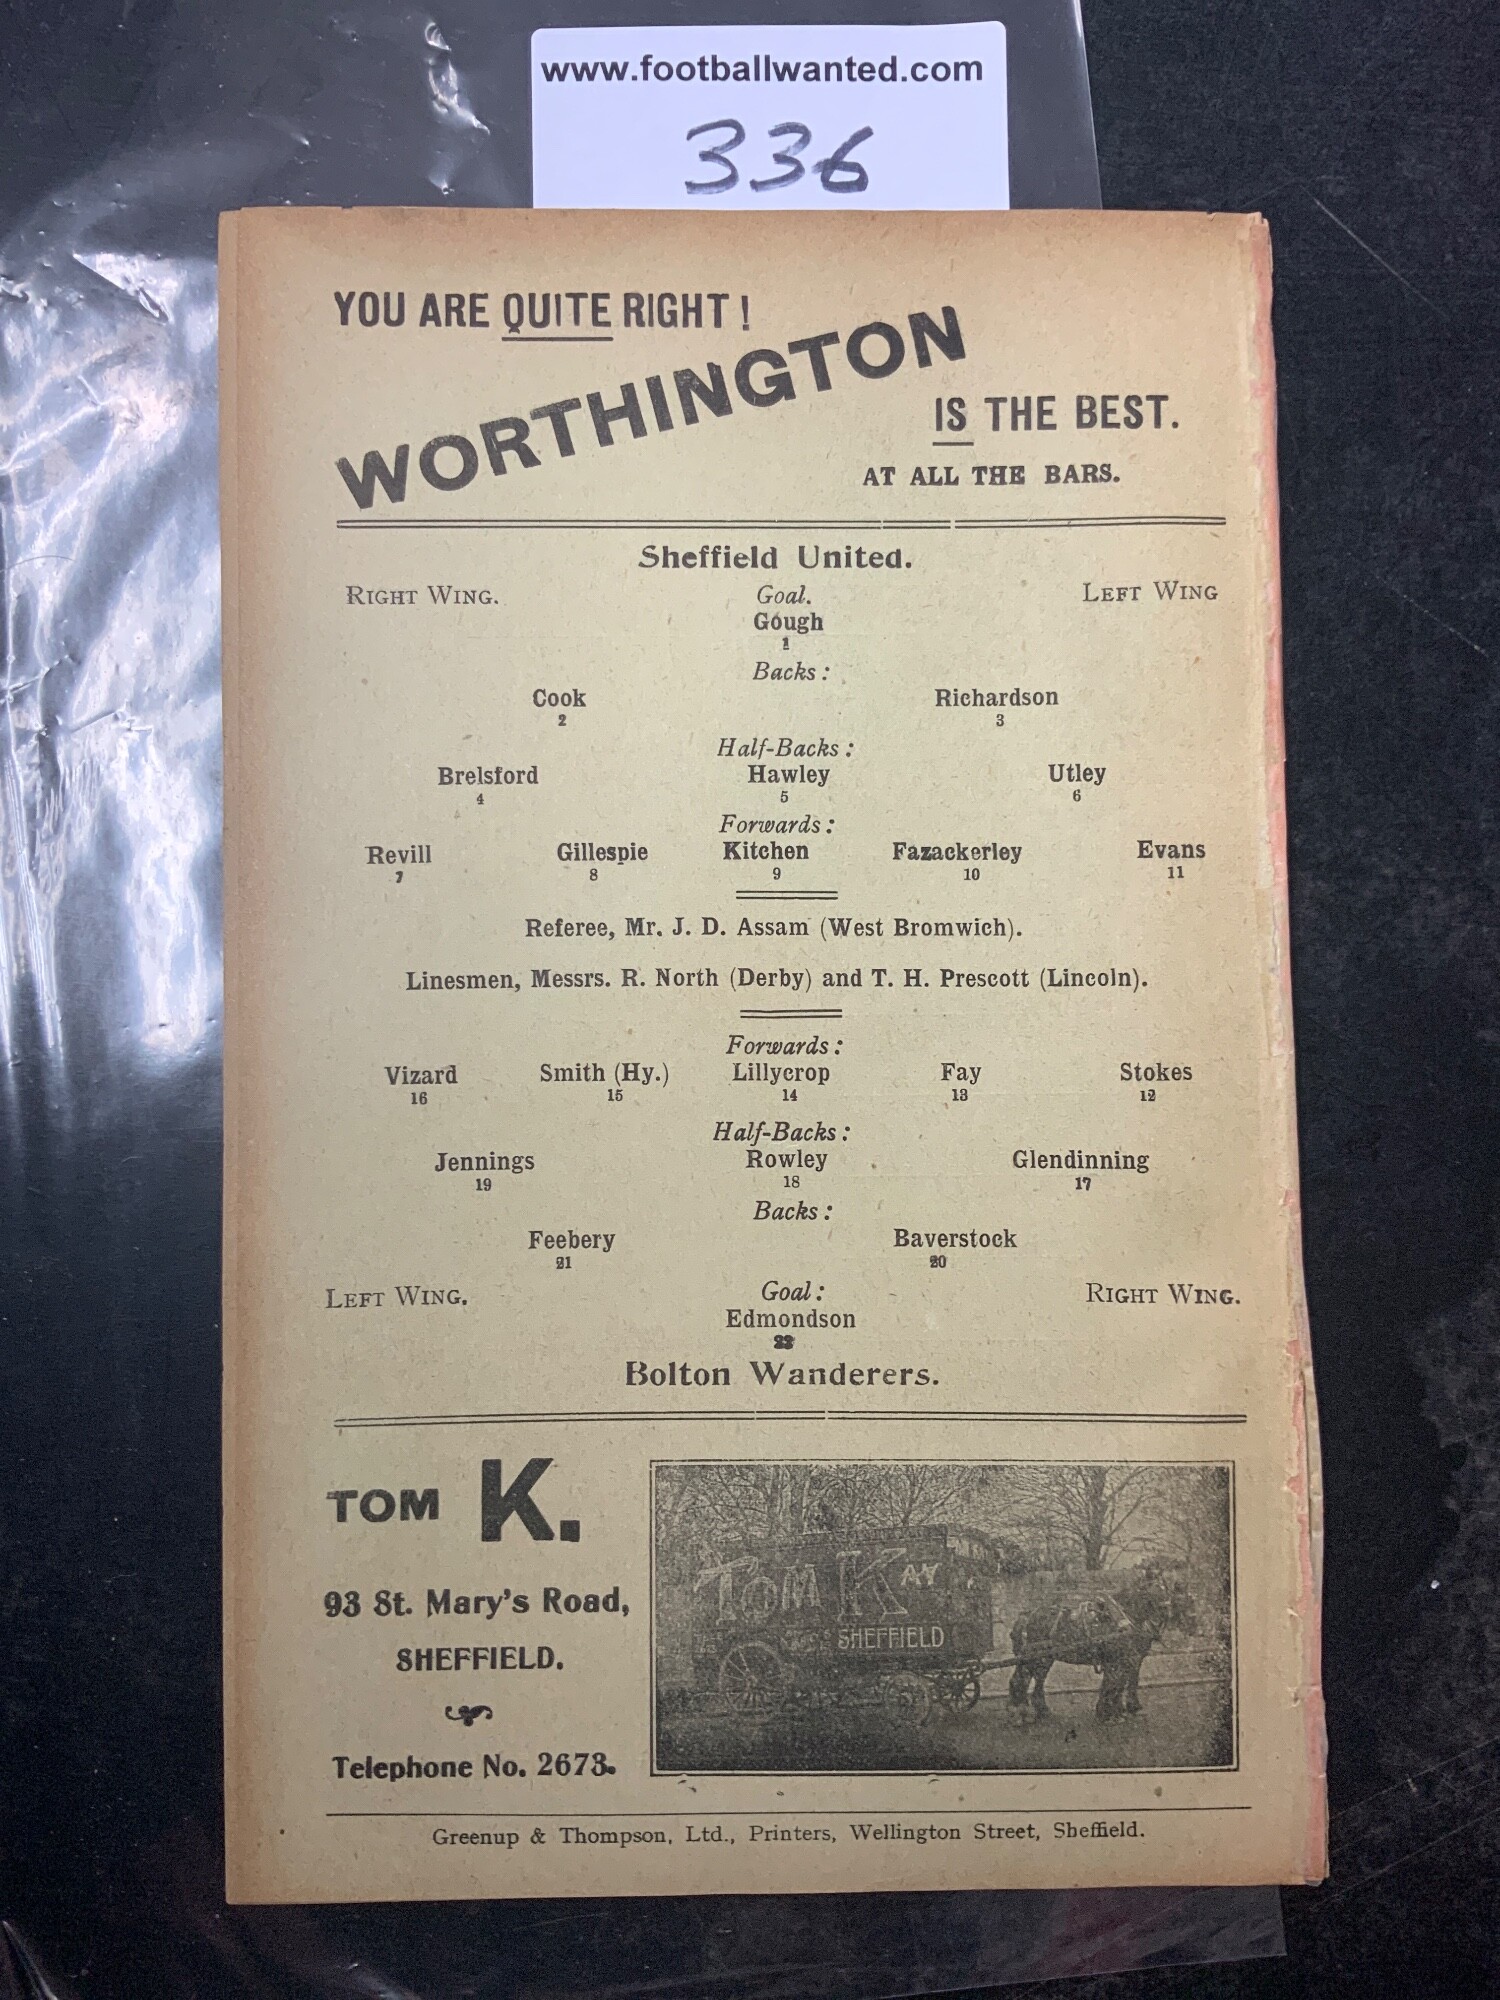 www.footballwanted.com
336
YOU ARE QUITE RIGHT !
WORTHINGTON
IS THE BEST.
AT ALL THE BARS.
Sheffield United.
RIGHT WING. Goal. LEFT WING
Gough
1
Backs :
Cook Richardson
2 3
Half-Backs :
Brelsford Hawley Utley
4 5 6
Forwards :
Revill Gillespie Kitchen Fazackerley Evans
7 8 9 10 11
Referee, Mr. J. D. Assam (West Bromwich).
Linesmen, Messrs. R. North (Derby) and T. H. Prescott (Lincoln).
Forwards :
Vizard Smith (Hy.) Lillycrop Fay Stokes
16 15 14 13 12
Half-Backs :
Jennings Rowley Glendinning
19 18 17
Backs :
Feebery Baverstock
21 20
LEFT WING. Goal : RIGHT WING.
Edmondson
22
Bolton Wanderers.
TOM K.
93 St. Mary's Road,
SHEFFIELD.
Telephone No. 2673.
TOM KAY
SHEFFIELD
Greenup & Thompson, Ltd., Printers, Wellington Street, Sheffield.